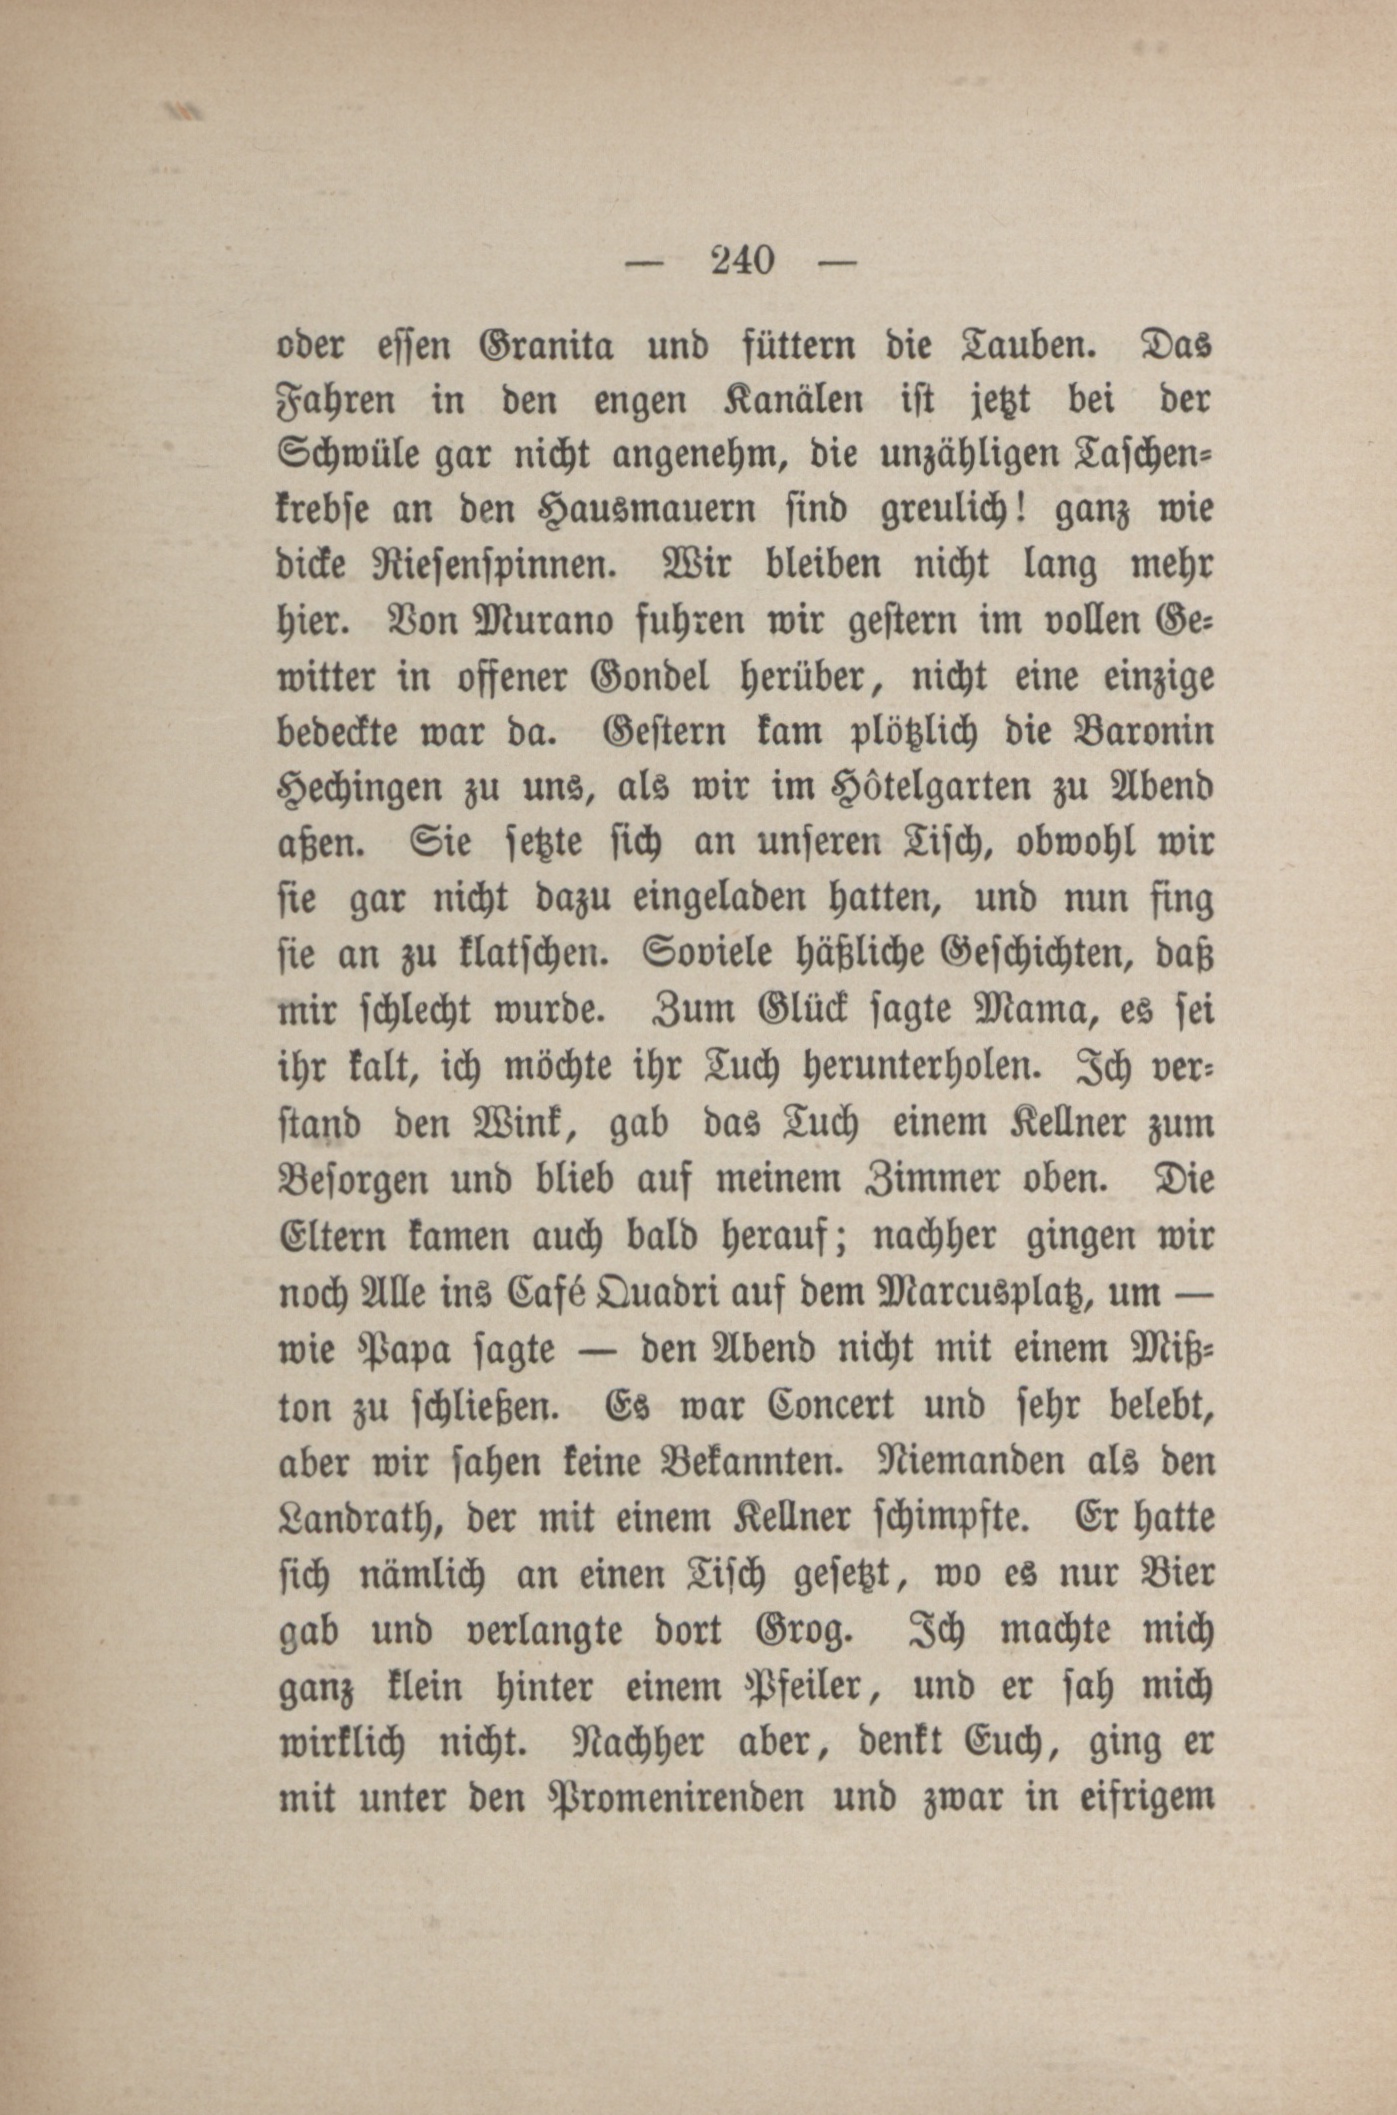 — 240 —
oder essen Granita und füttern die Tauben. Das
Fahren in den engen Kanälen ist jetzt bei der
Schwüle gar nicht angenehm, die unzähligen Taschen-
krebse an den Hausmauern sind greulich! ganz wie
dicke Riesenspinnen. Wir bleiben nicht lang mehr
hier. Von Murano fuhren wir gestern im vollen Ge-
witter in offener Gondel herüber, nicht eine einzige
bedeckte war da. Gestern kam plötzlich die Baronin
Hechingen zu uns, als wir im Hôtelgarten zu Abend
aßen. Sie setzte sich an unseren Tisch, obwohl wir
sie gar nicht dazu eingeladen hatten, und nun fing
sie an zu klatschen. Soviele häßliche Geschichten, daß
mir schlecht wurde. Zum Glück sagte Mama, es sei
ihr kalt, ich möchte ihr Tuch herunterholen. Ich ver-
stand den Wink, gab das Tuch einem Kellner zum
Besorgen und blieb auf meinem Zimmer oben. Die
Eltern kamen auch bald herauf; nachher gingen wir
noch Alle ins Café Quadri auf dem Marcusplatz, um —
wie Papa sagte — den Abend nicht mit einem Miß-
ton zu schließen. Es war Concert und sehr belebt,
aber wir sahen keine Bekannten. Niemanden als den
Landrath, der mit einem Kellner schimpfte. Er hatte
sich nämlich an einen Tisch gesetzt, wo es nur Bier
gab und verlangte dort Grog. Ich machte mich
ganz klein hinter einem Pfeiler, und er sah mich
wirklich nicht. Nachher aber, denkt Euch, ging er
mit unter den Promenirenden und zwar in eifrigem